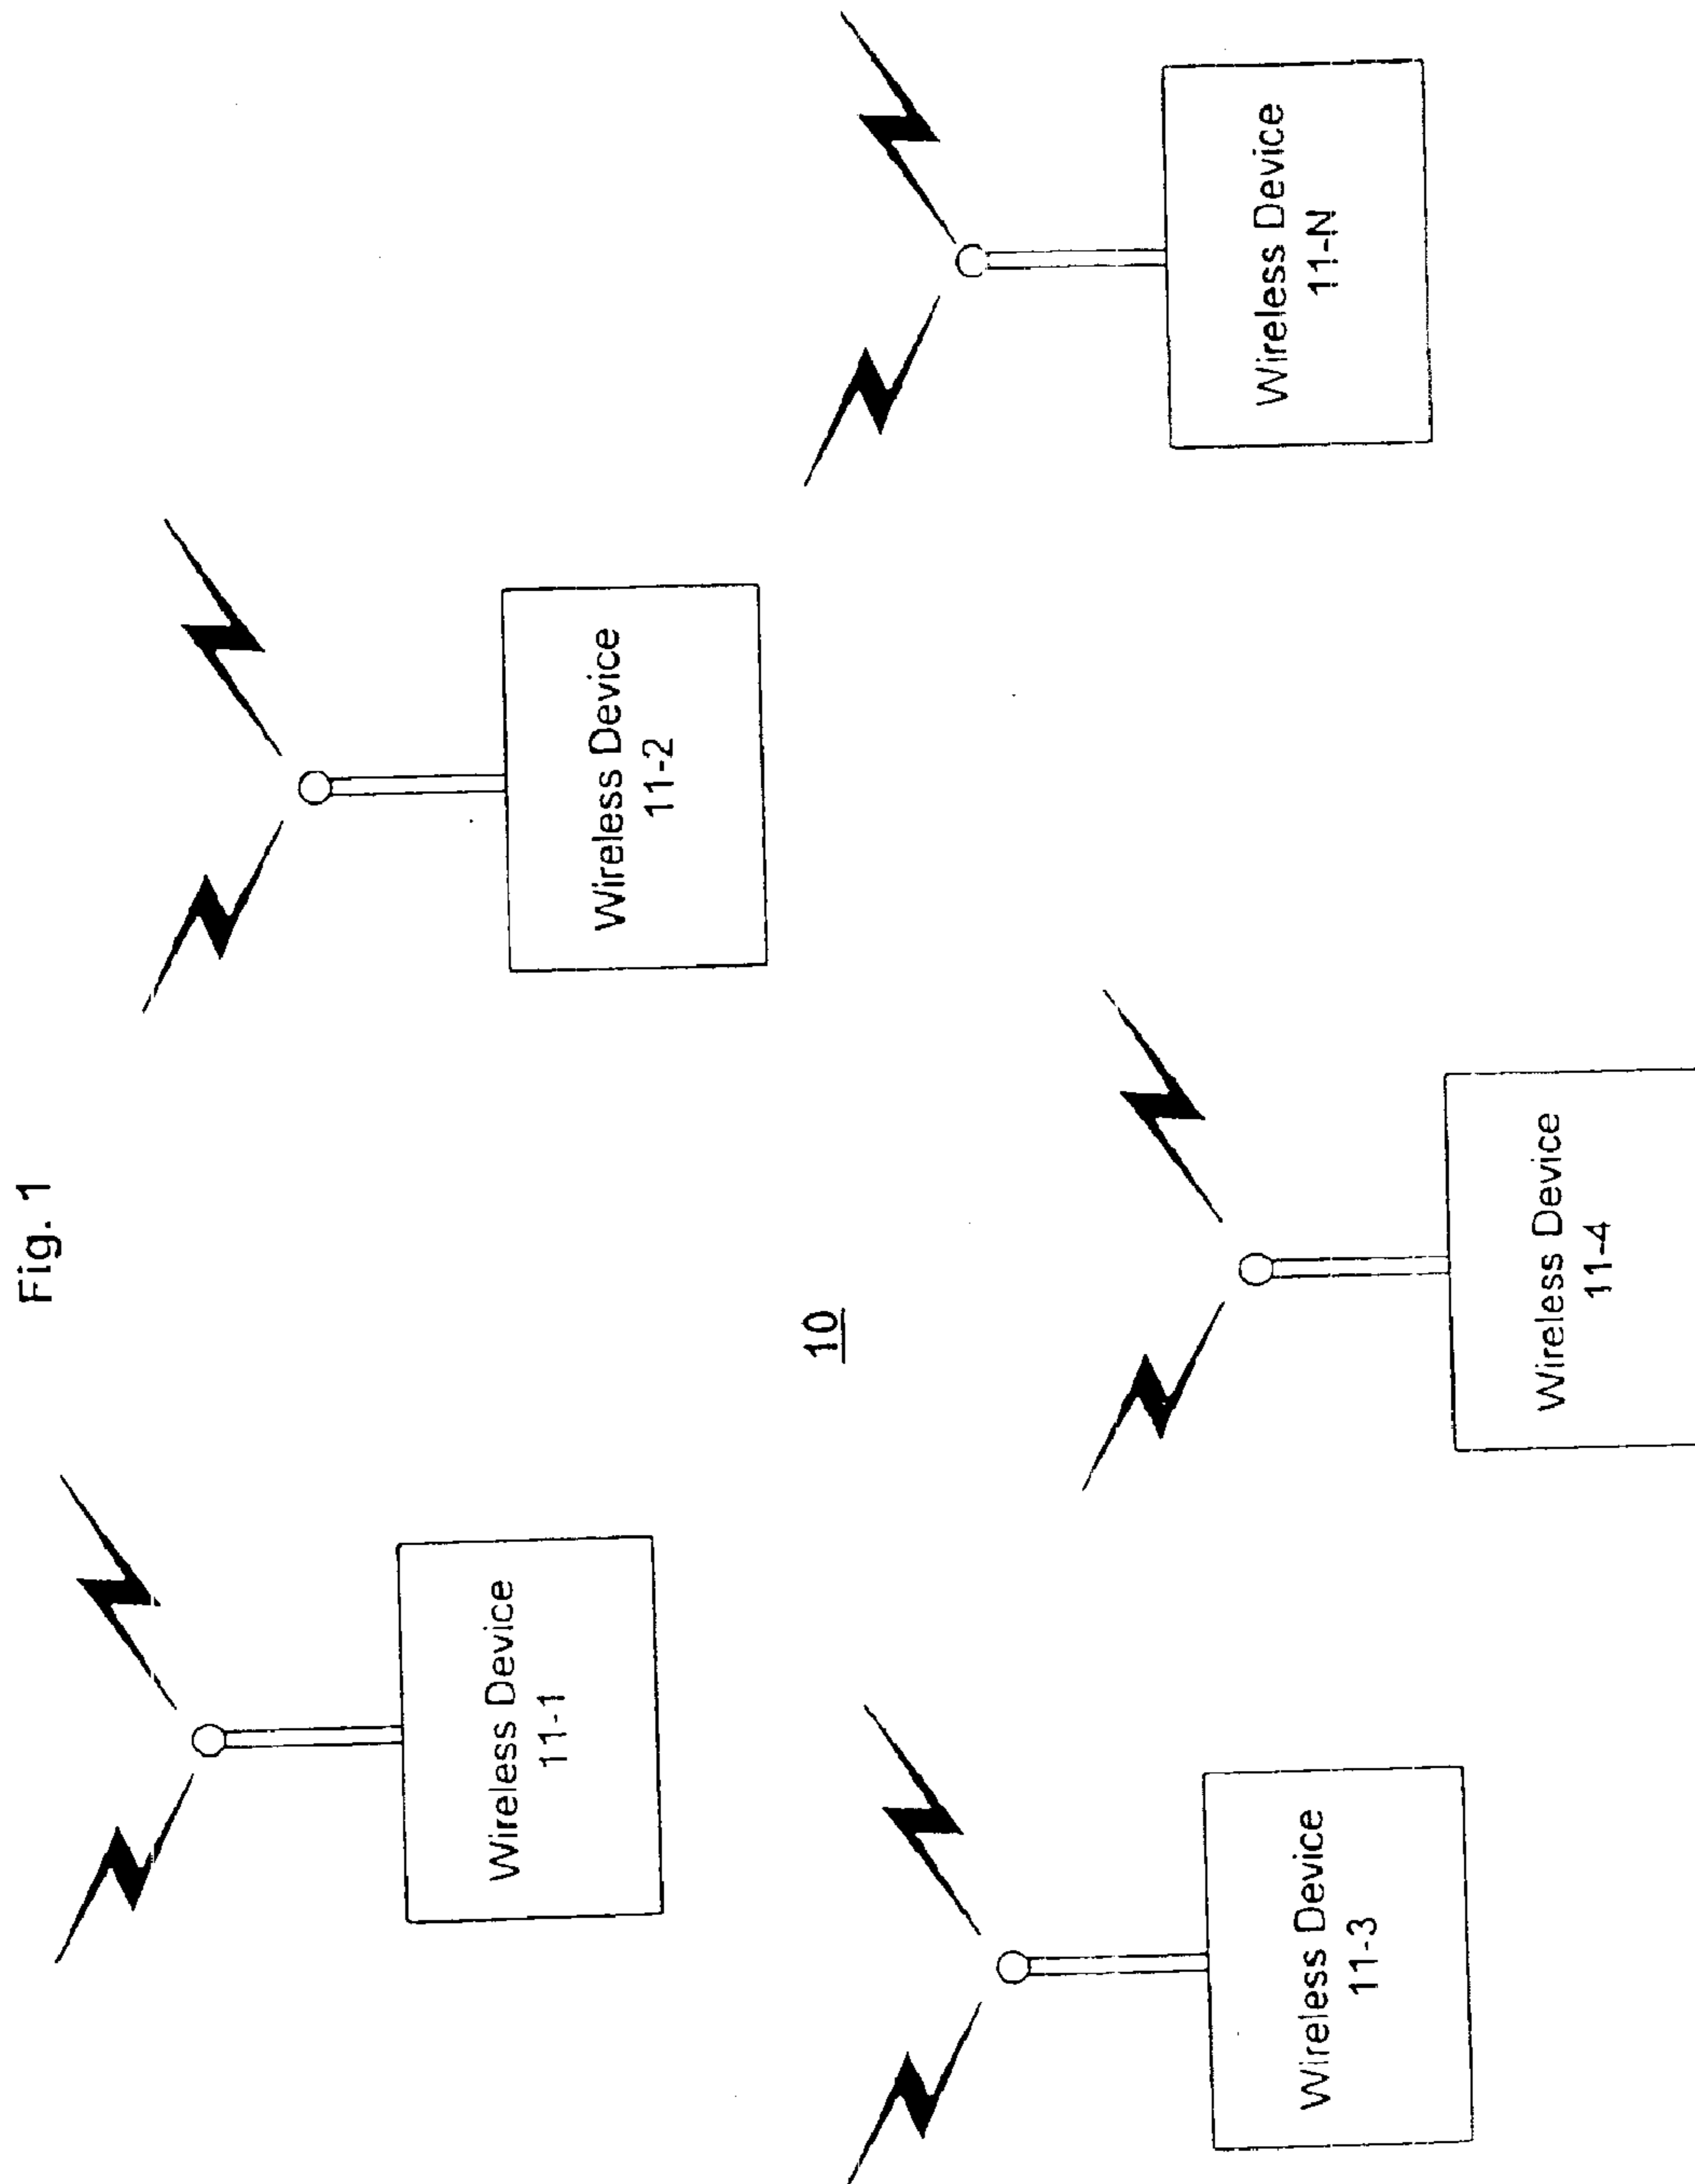 Fig. 1
Wireless Device
11-1
Wireless Device
11-2
10
Wireless Device
11-3
Wireless Device
11-4
Wireless Device
11-N